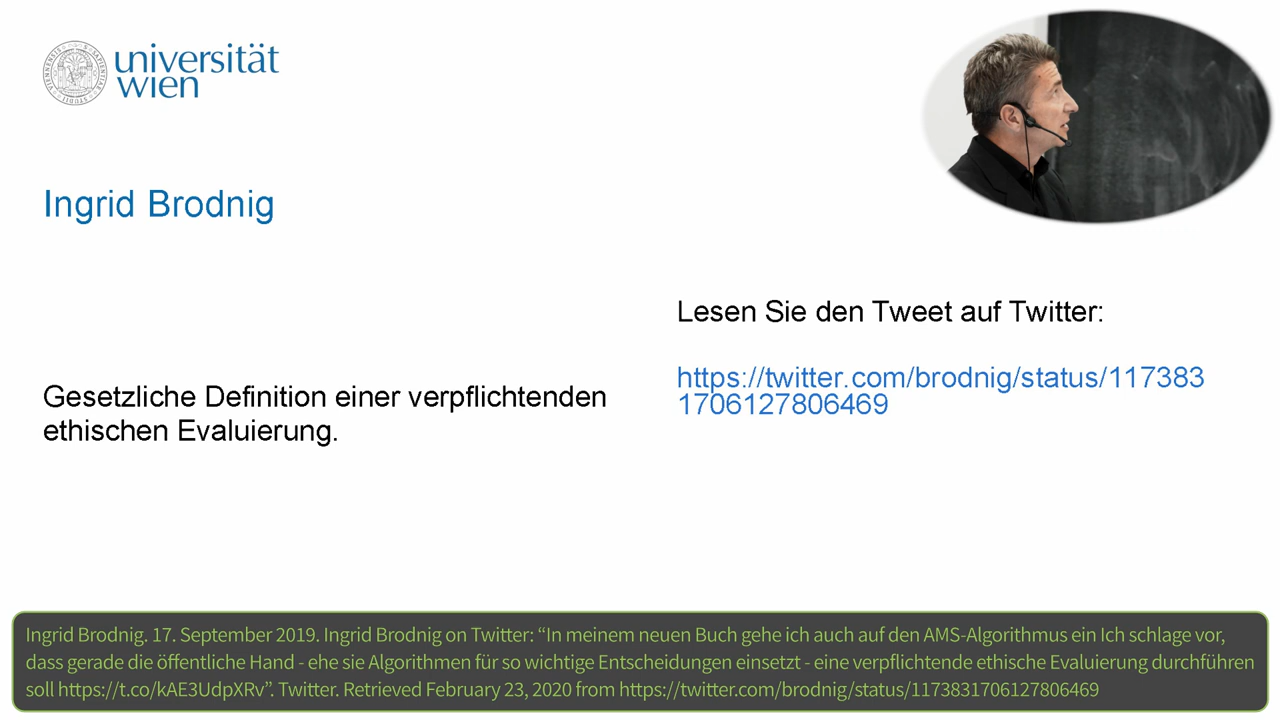 universität
wien
Ingrid Brodnig
Gesetzliche Definition einer verpflichtenden
ethischen Evaluierung.
Lesen Sie den Tweet auf Twitter:
https://twitter.com/brodnig/status/117383
1706127806469
Ingrid Brodnig. 17. September 2019. Ingrid Brodnig on Twitter: “In meinem neuen Buch gehe ich auch auf den AMS-Algorithmus ein Ich schlage vor,
dass gerade die öffentliche Hand - ehe sie Algorithmen für so wichtige Entscheidungen einsetzt - eine verpflichtende ethische Evaluierung durchführen
soll https://t.co/kAE3UdpXRv”. Twitter. Retrieved February 23, 2020 from https://twitter.com/brodnig/status/1173831706127806469